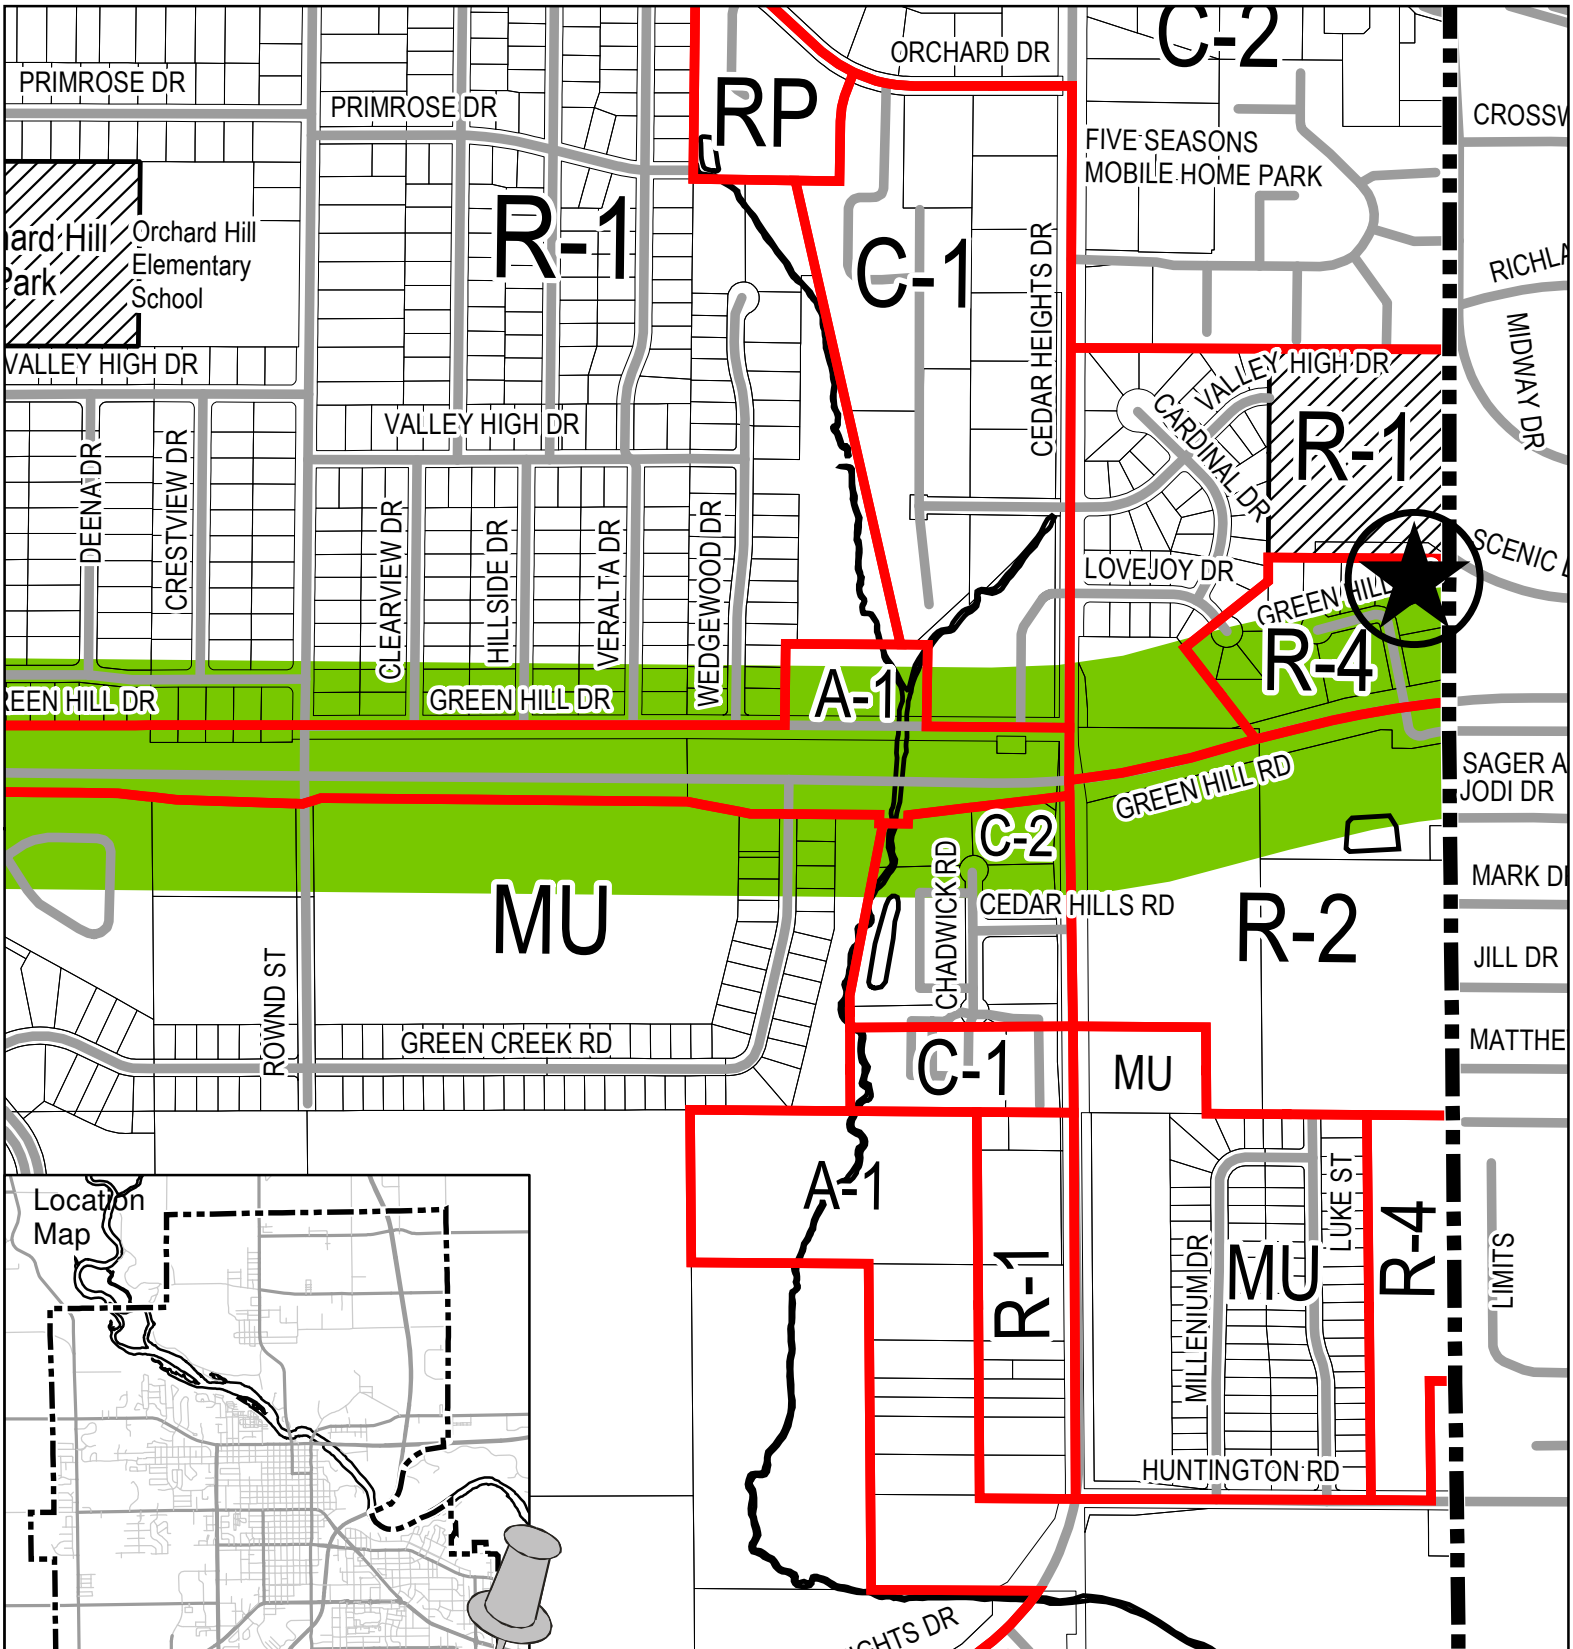 C-2
ORCHARD DR
PRIMROSE DR
PRIMROSE DR
RP
CROSSW
FIVE SEASONS
MOBILE HOME PARK
R-1
Orchard Hill
Elementary
School
ard Hill
Park
C-1
CEDAR HEIGHTS DR
RICHLA
MIDWAY DR
VALLEY HIGH DR
VALLEY HIGH DR
VALLEY HIGH DR
CARDINAL DR
R-1
DEENA DR
CRESTVIEW DR
CLEARVIEW DR
HILLSIDE DR
VERALTA DR
WEDGEWOOD DR
SCENIC
LOVEJOY DR
GREEN HILL
R-4
A-1
REEN HILL DR
GREEN HILL DR
GREEN HILL RD
SAGER A
JODI DR
C-2
CHADWICK RD
MARK D
CEDAR HILLS RD
MU
R-2
JILL DR
ROWND ST
GREEN CREEK RD
MATTHE
C-1
MU
A-1
R-1
MILLENIUM DR
MU
LUKE ST
R-4
LIMITS
Location
Map
HUNTINGTON RD
GHTS DR